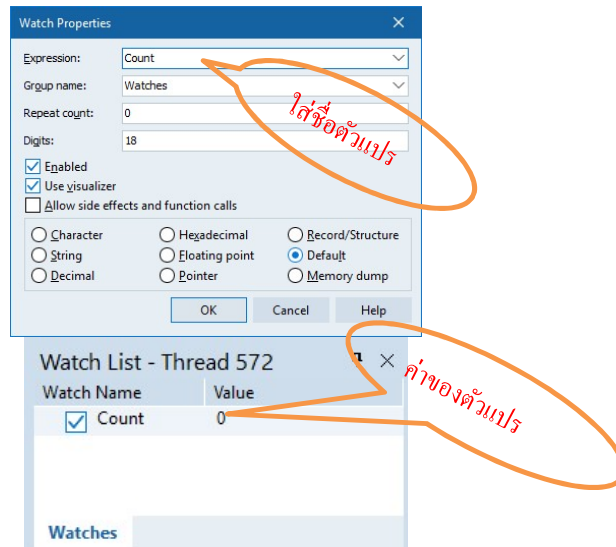 Watch Properties
Expression: Count
Group name: Watches
Repeat count: 0
Digits: 18
ใส่ชื่อตัวแปร
Enabled
Use visualizer
Allow side effects and function calls
Character Hexadecimal Record/Structure
String Floating point Default
Decimal Pointer Memory dump
OK Cancel Help
Watch List - Thread 572
Watch Name Value
Count 0
ค่าของตัวแปร
Watches